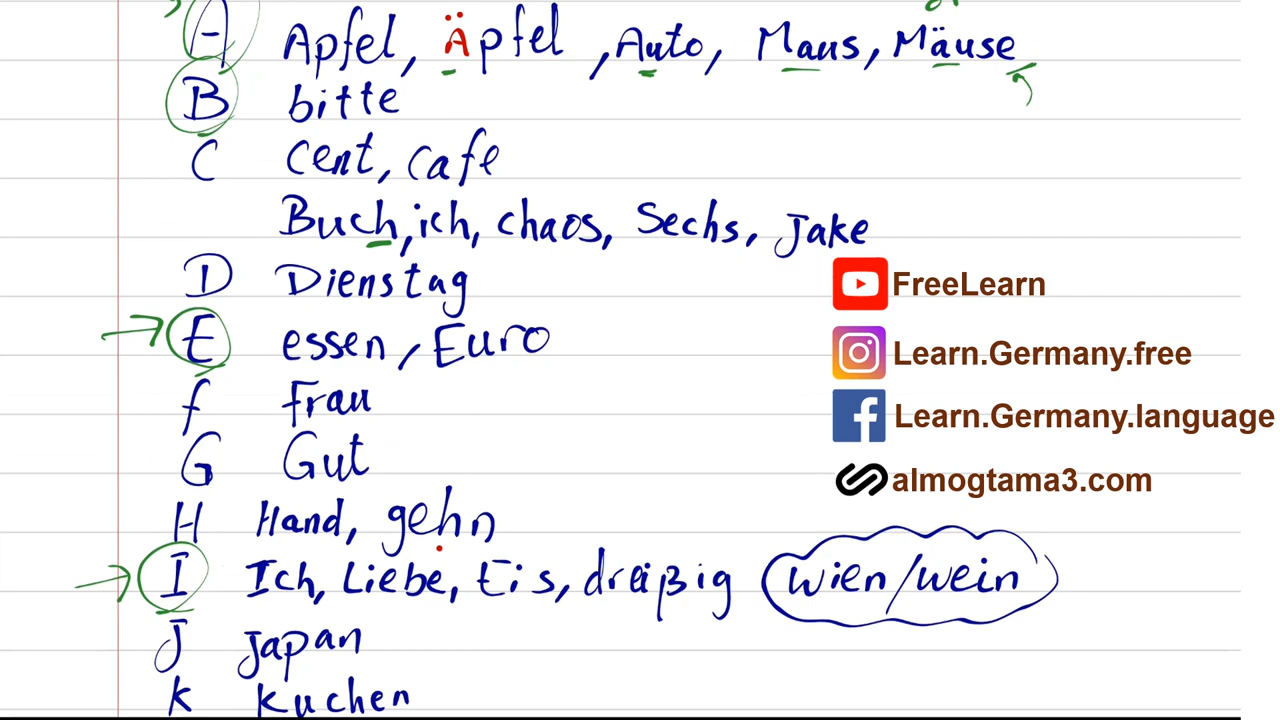 A Apfel, Äpfel, Auto, Maus, Mäuse
B bitte
C Cent, Cafe
Buch, ich, chaos, Sechs, Jake
D Dienstag
FreeLearn
E essen, Euro
Learn.Germany.free
f Frau
Learn.Germany.language
G Gut
almogtama3.com
H Hand, gehn
I Ich, Liebe, Eis, dreißig Wien/wein
J Japan
K Kuchen